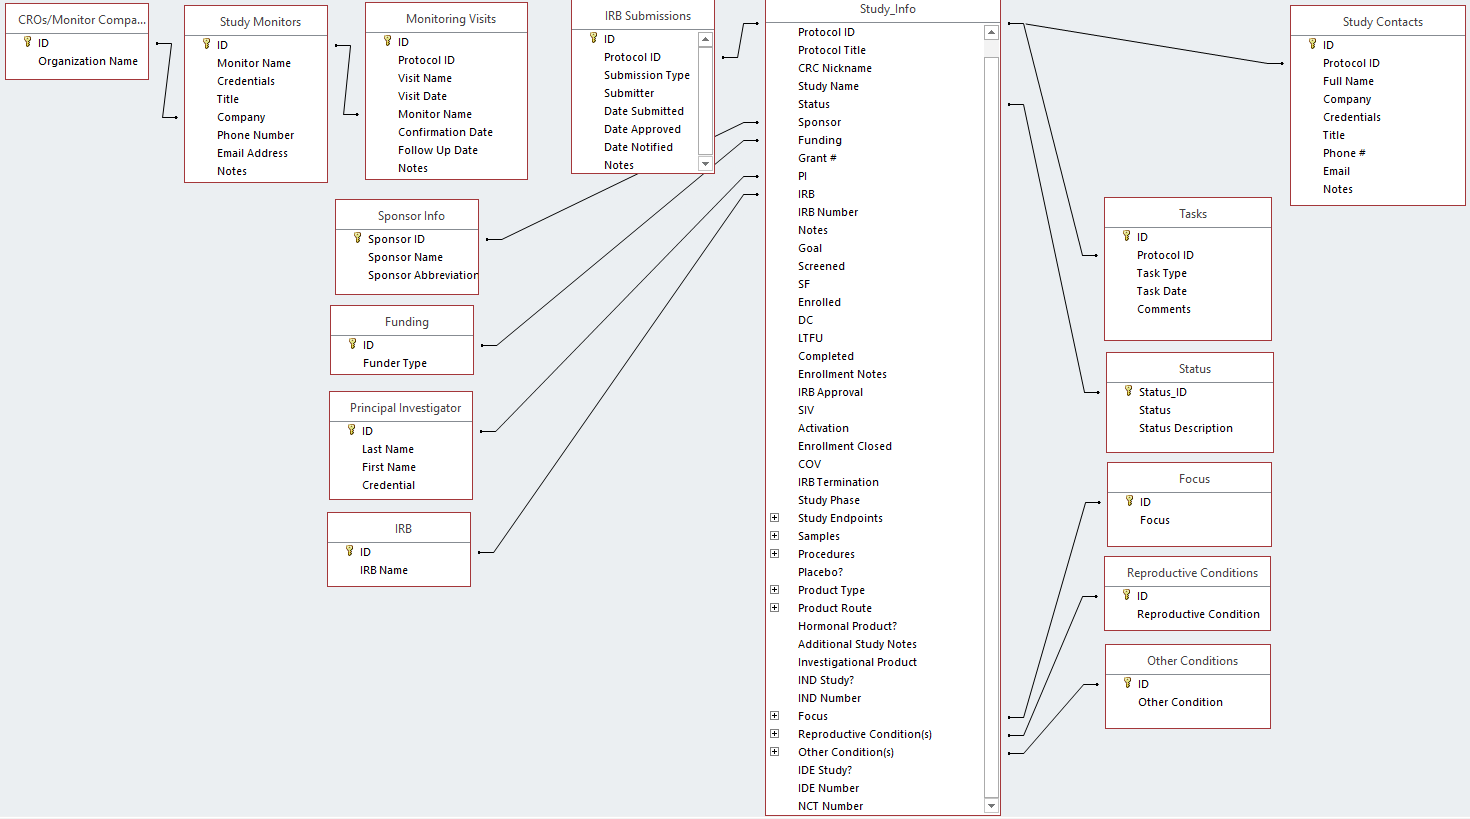 CROs/Monitor Compa...
ID
Organization Name
Study Monitors
ID
Monitor Name
Credentials
Title
Company
Phone Number
Email Address
Notes
Monitoring Visits
ID
Protocol ID
Visit Name
Visit Date
Monitor Name
Confirmation Date
Follow Up Date
Notes
IRB Submissions
ID
Protocol ID
Submission Type
Submitter
Date Submitted
Date Approved
Date Notified
Notes
Sponsor Info
Sponsor ID
Sponsor Name
Sponsor Abbreviation
Funding
ID
Funder Type
Principal Investigator
ID
Last Name
First Name
Credential
IRB
ID
IRB Name
Study_Info
Protocol ID
Protocol Title
CRC Nickname
Study Name
Status
Sponsor
Funding
Grant #
PI
IRB
IRB Number
Notes
Goal
Screened
SF
Enrolled
DC
LTFU
Completed
Enrollment Notes
IRB Approval
SIV
Activation
Enrollment Closed
COV
IRB Termination
Study Phase
Study Endpoints
Samples
Procedures
Placebo?
Product Type
Product Route
Hormonal Product?
Additional Study Notes
Investigational Product
IND Study?
IND Number
Focus
Reproductive Condition(s)
Other Condition(s)
IDE Study?
IDE Number
NCT Number
Study Contacts
ID
Protocol ID
Full Name
Company
Credentials
Title
Phone #
Email
Notes
Tasks
ID
Protocol ID
Task Type
Task Date
Comments
Status
Status_ID
Status
Status Description
Focus
ID
Focus
Reproductive Conditions
ID
Reproductive Condition
Other Conditions
ID
Other Condition